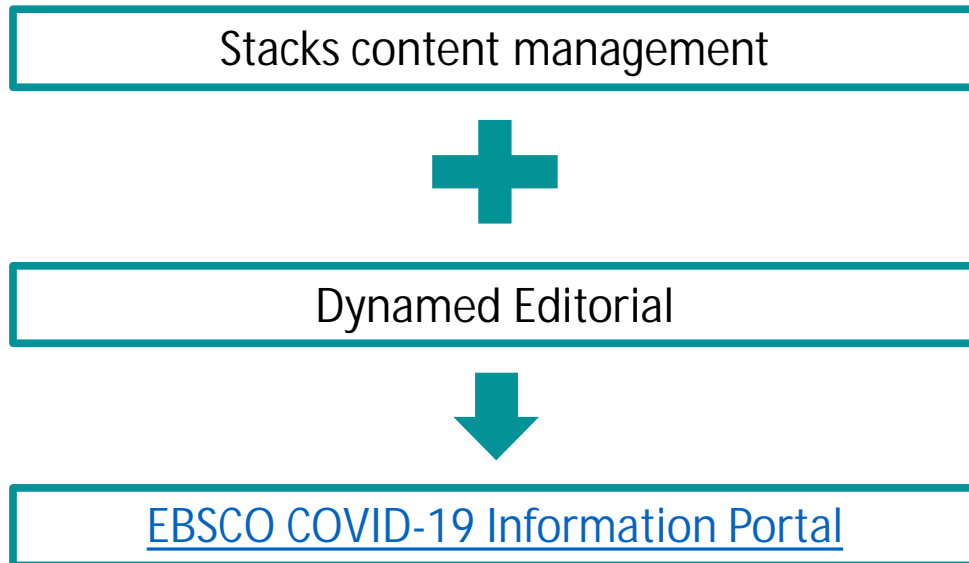 Stacks content management
Dynamed Editorial
EBSCO COVID-19 Information Portal